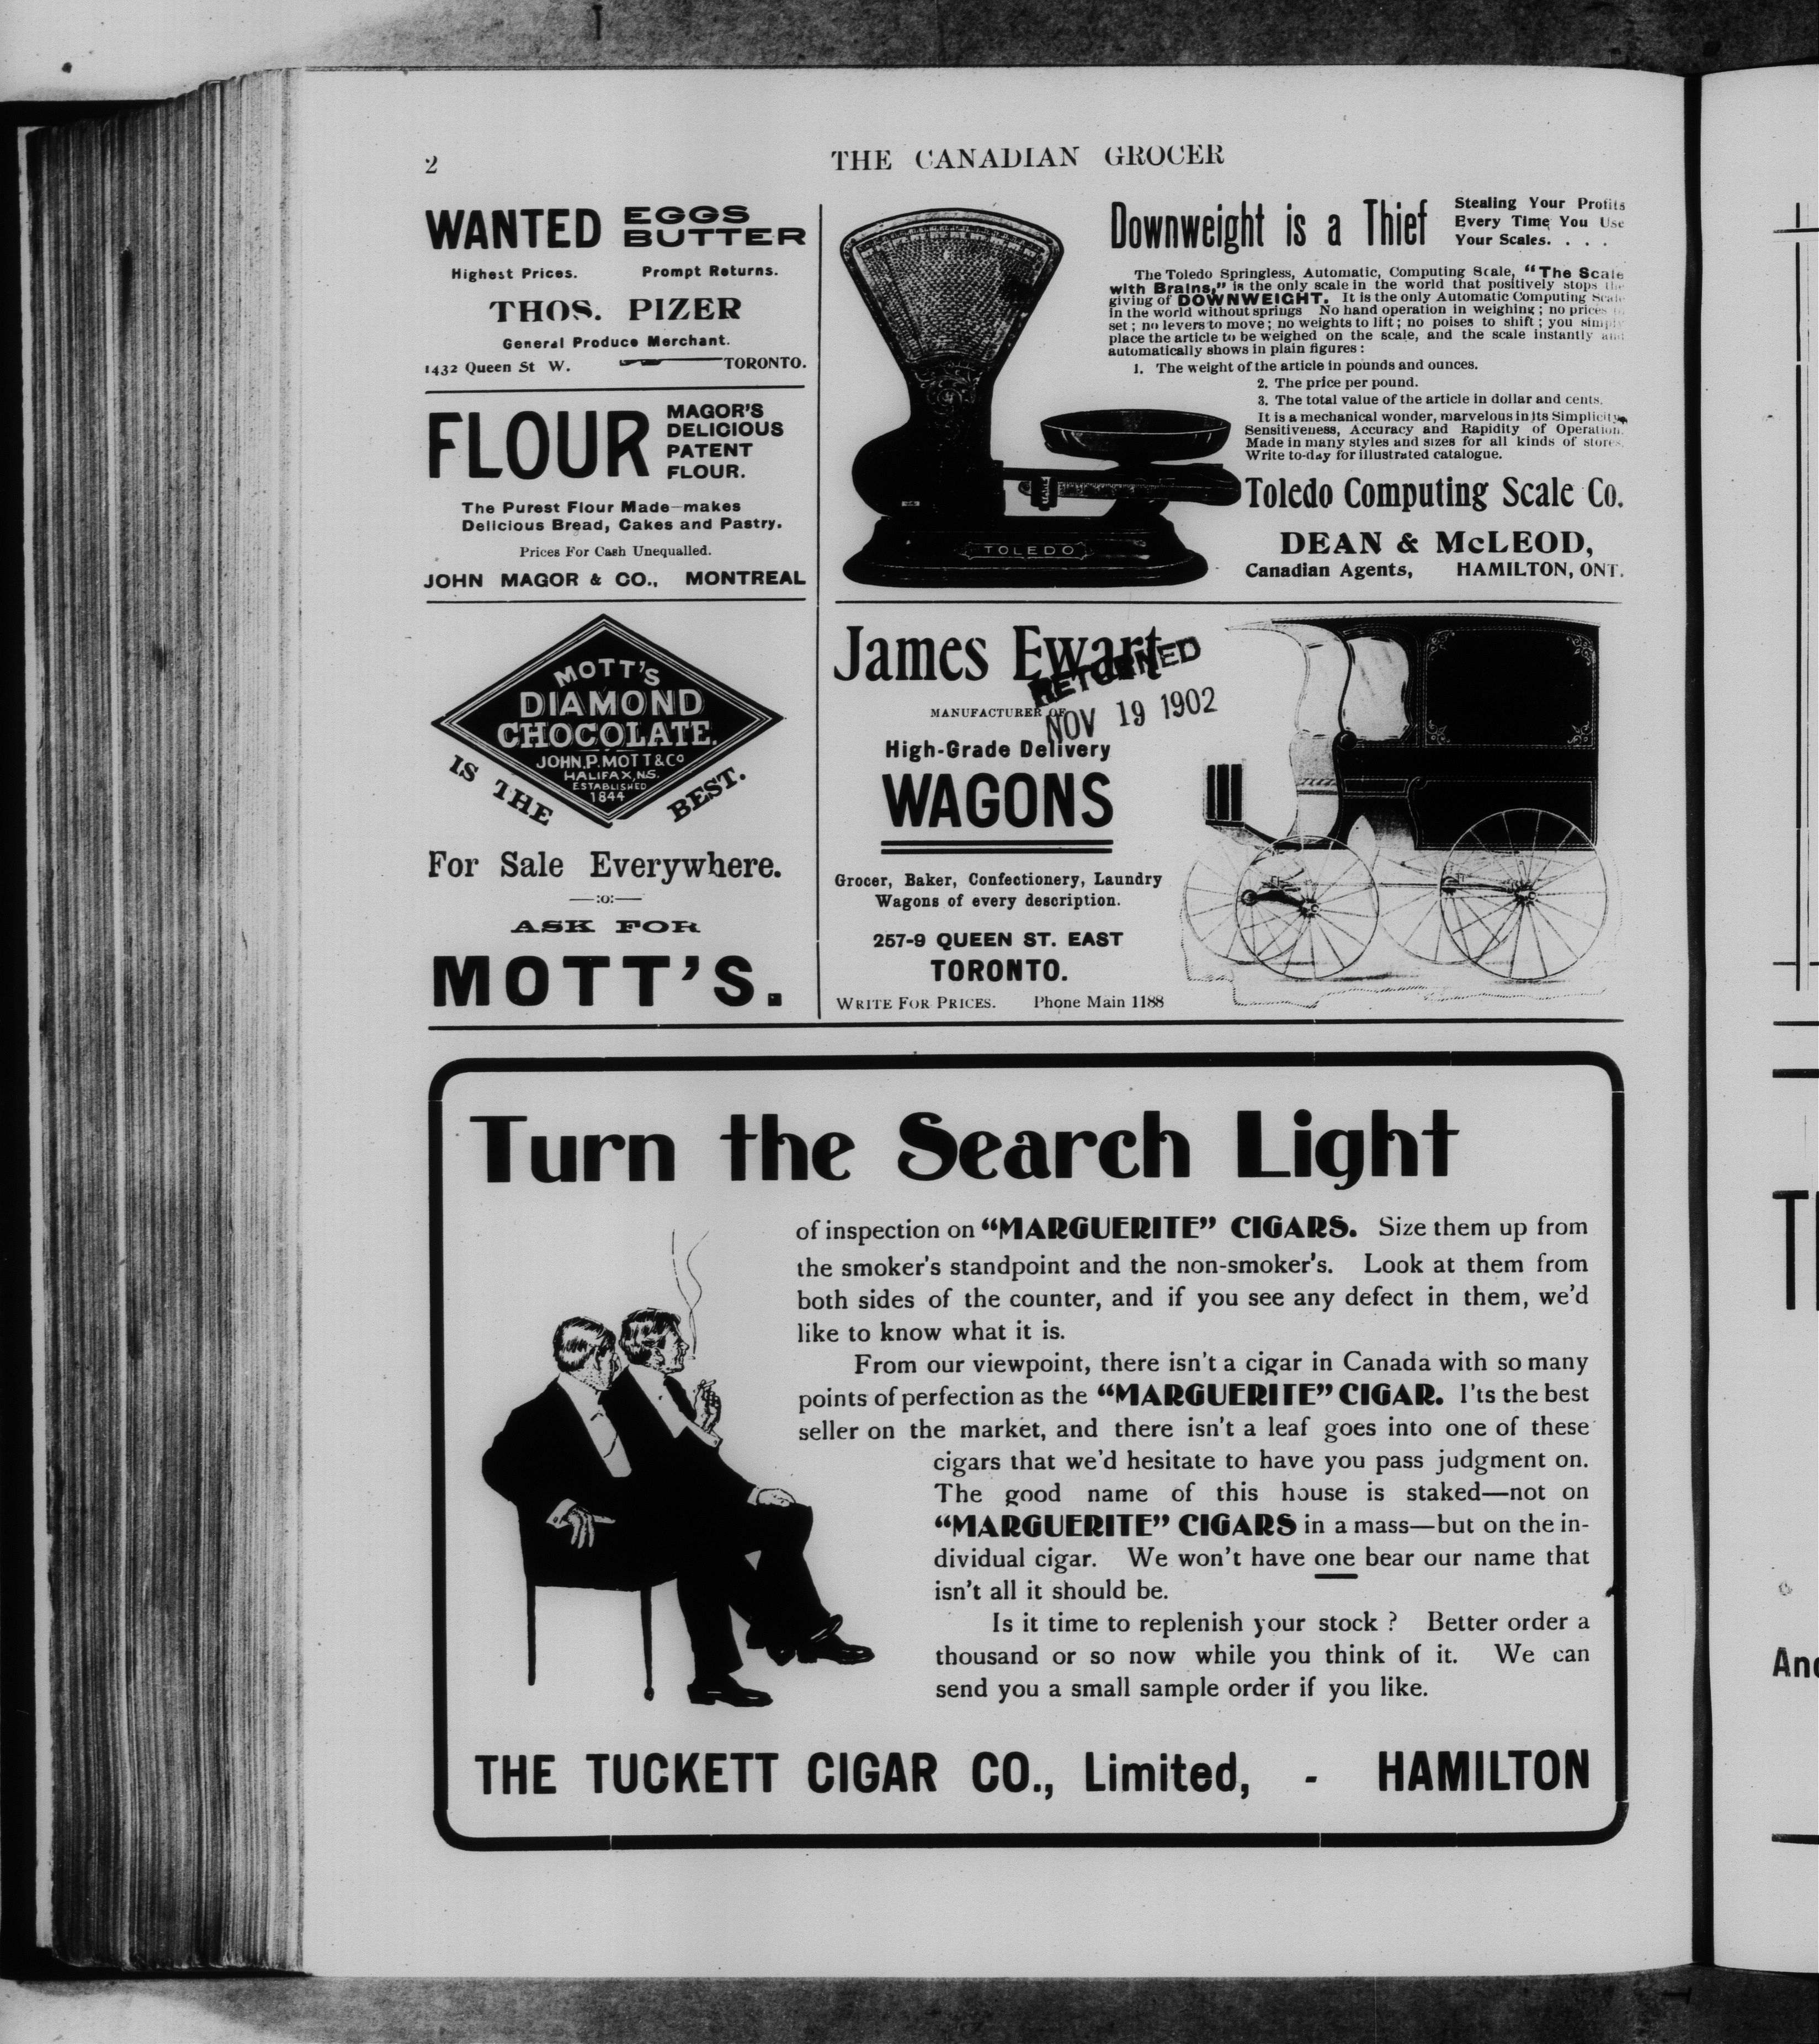 2
THE CANADIAN GROCER
WANTED EGGS
BUTTER
Highest Prices. Prompt Returns.
THOS. PIZER
General Produce Merchant.
1432 Queen St W. TORONTO.
FLOUR
MAGOR'S
DELICIOUS
PATENT
FLOUR.
The Purest Flour Made—makes
Delicious Bread, Cakes and Pastry.
Prices For Cash Unequalled.
JOHN MAGOR & CO., MONTREAL
MOTT'S
DIAMOND
CHOCOLATE.
JOHN.P.MOTT&Co
HALIFAX,N.S.
ESTABLISHED
1844
IS THE BEST.
For Sale Everywhere.
—:o:—
ASK FOR
MOTT'S.
Downweight is a Thief
Stealing Your Profits
Every Time You Use
Your Scales. . . .
The Toledo Springless, Automatic, Computing Scale, "The Scale
with Brains," is the only scale in the world that positively stops the
giving of DOWNWEIGHT. It is the only Automatic Computing Scale
in the world without springs No hand operation in weighing; no prices to
set; no levers to move; no weights to lift; no poises to shift; you simply
place the article to be weighed on the scale, and the scale instantly and
automatically shows in plain figures:
1. The weight of the article in pounds and ounces.
2. The price per pound.
3. The total value of the article in dollar and cents.
It is a mechanical wonder, marvelous in its Simplicity,
Sensitiveness, Accuracy and Rapidity of Operation.
Made in many styles and sizes for all kinds of stores.
Write to-day for illustrated catalogue.
TOLEDO
Toledo Computing Scale Co.
DEAN & McLEOD,
Canadian Agents, HAMILTON, ONT.
James Ewart
RETURNED
NOV 19 1902
MANUFACTURER OF
High-Grade Delivery
WAGONS
Grocer, Baker, Confectionery, Laundry
Wagons of every description.
257-9 QUEEN ST. EAST
TORONTO.
WRITE FOR PRICES. Phone Main 1188
Turn the Search Light
of inspection on "MARGUERITE" CIGARS. Size them up from
the smoker's standpoint and the non-smoker's. Look at them from
both sides of the counter, and if you see any defect in them, we'd
like to know what it is.
From our viewpoint, there isn't a cigar in Canada with so many
points of perfection as the "MARGUERITE" CIGAR. I'ts the best
seller on the market, and there isn't a leaf goes into one of these
cigars that we'd hesitate to have you pass judgment on.
The good name of this house is staked—not on
"MARGUERITE" CIGARS in a mass—but on the in-
dividual cigar. We won't have one bear our name that
isn't all it should be.
Is it time to replenish your stock ? Better order a
thousand or so now while you think of it. We can
send you a small sample order if you like.
THE TUCKETT CIGAR CO., Limited, - HAMILTON